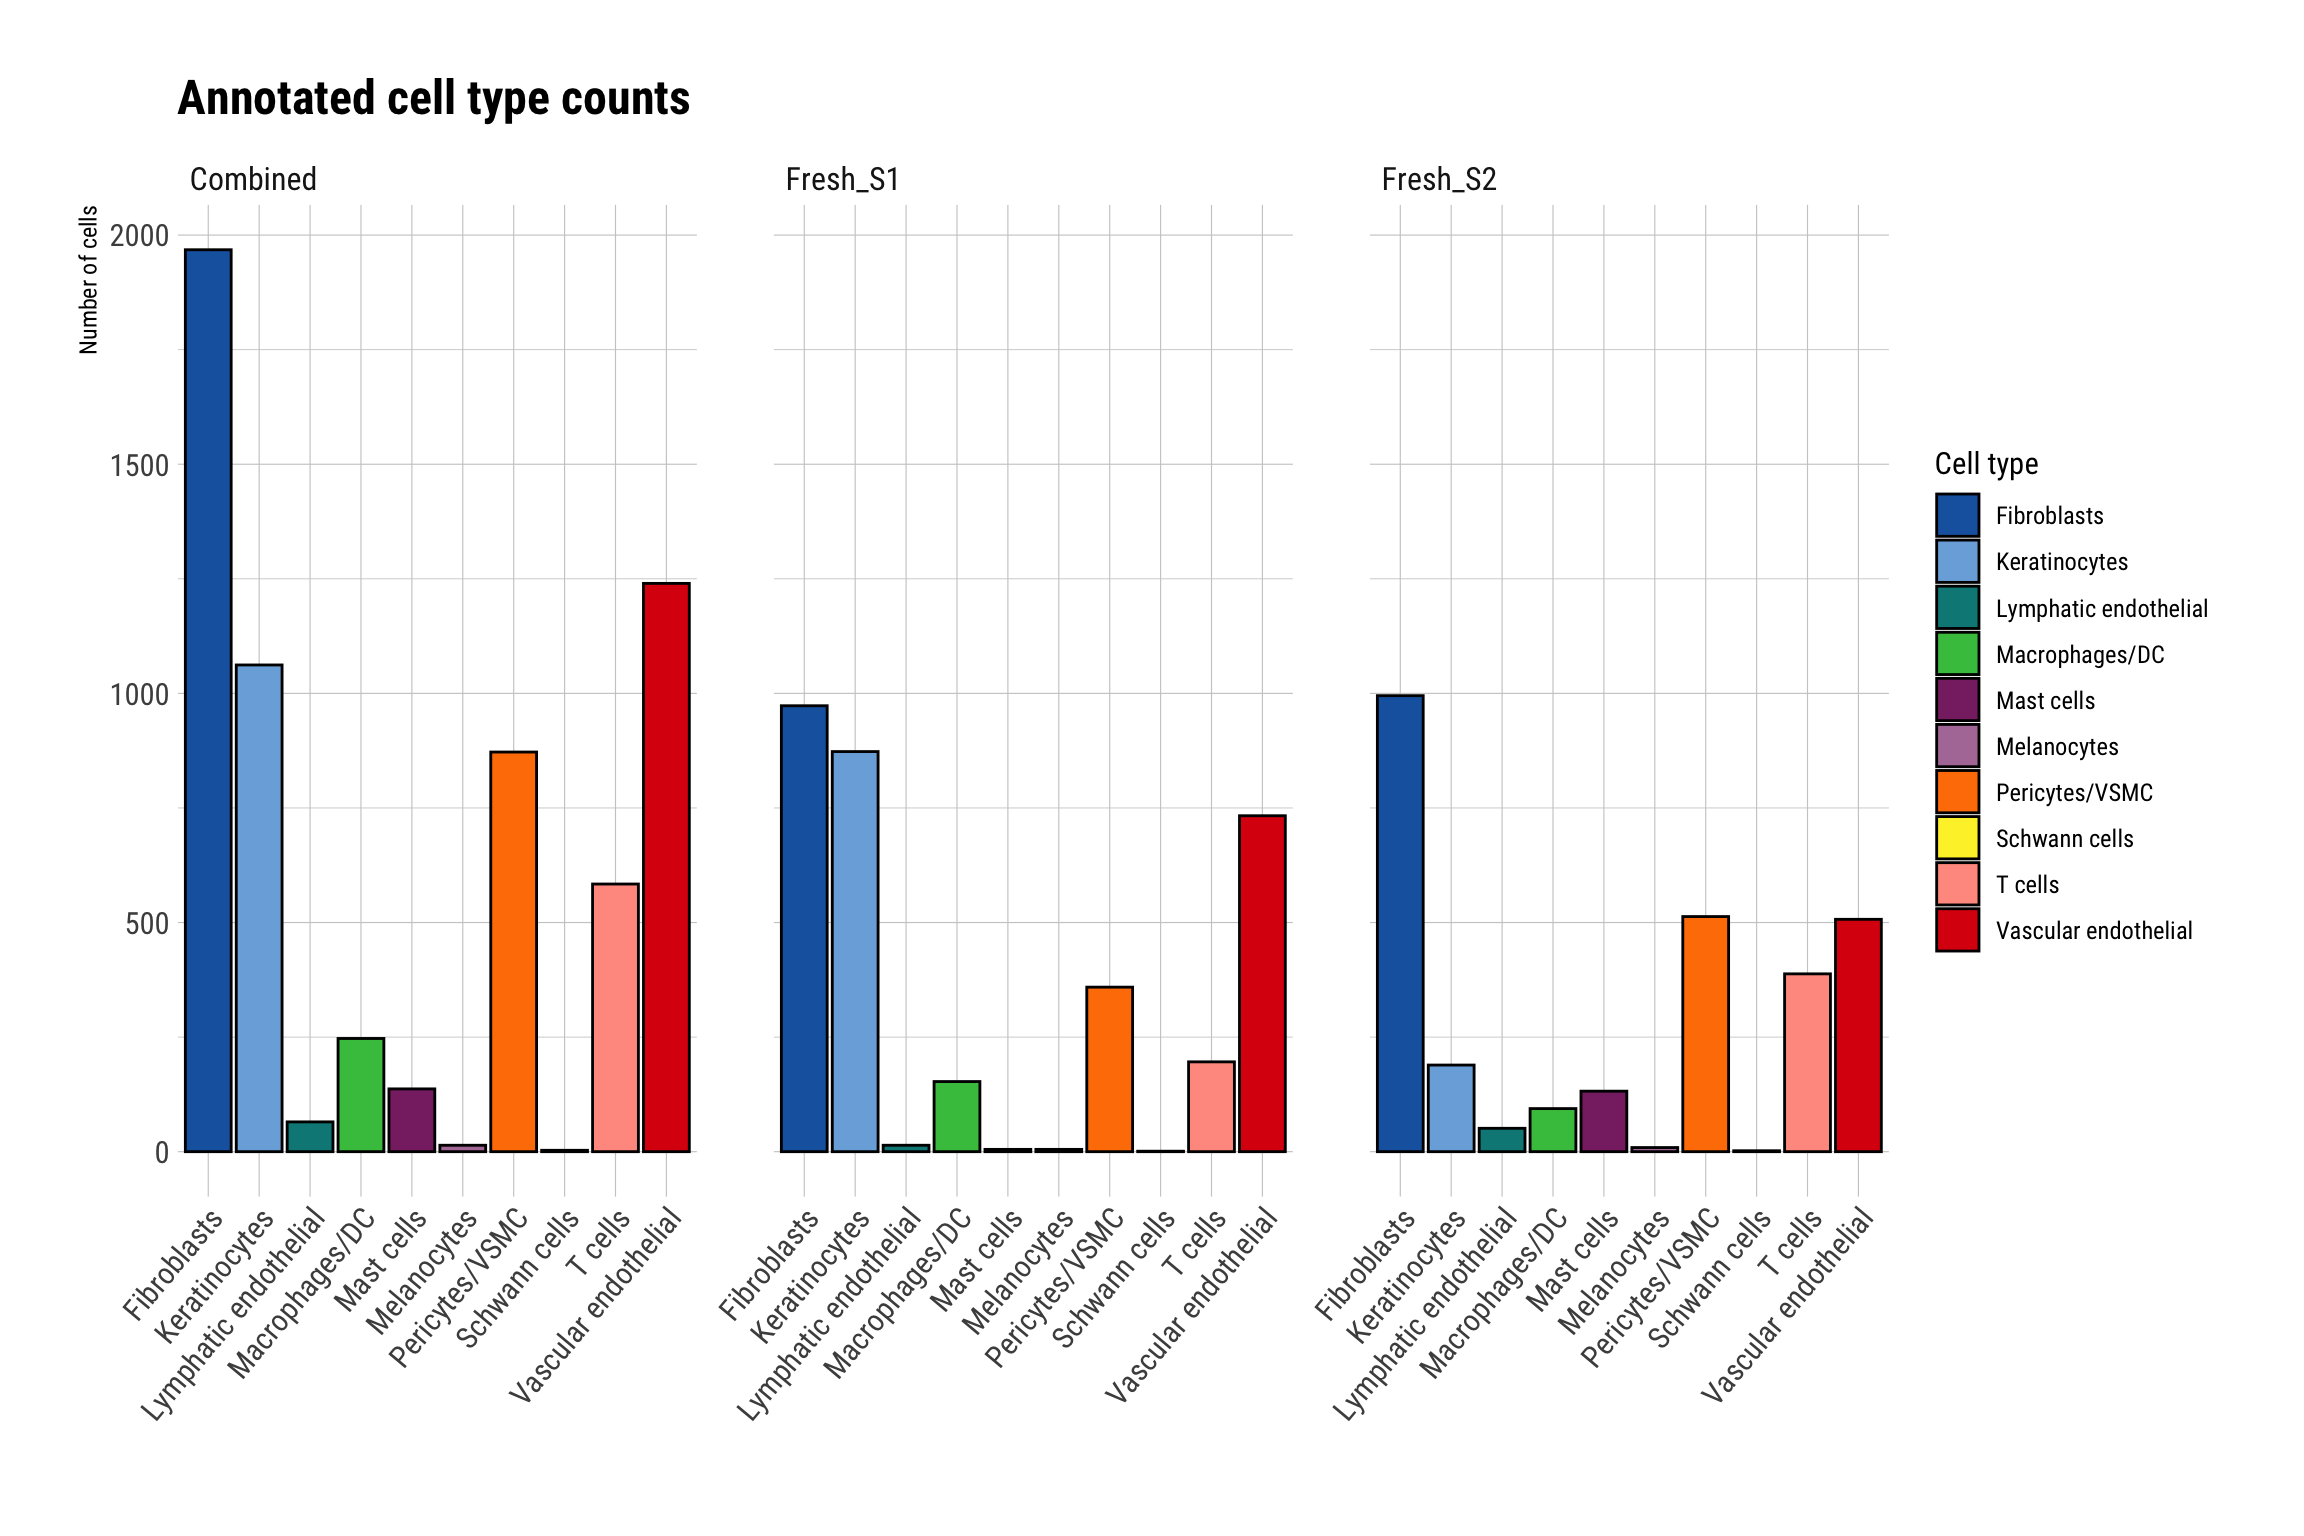 Annotated cell type counts
Combined
Fresh_S1
Fresh_S2
Number of cells
2000
1500
1000
500
0
Fibroblasts
Keratinocytes
Lymphatic endothelial
Macrophages/DC
Mast cells
Melanocytes
Pericytes/VSMC
Schwann cells
T cells
Vascular endothelial
Fibroblasts
Keratinocytes
Lymphatic endothelial
Macrophages/DC
Mast cells
Melanocytes
Pericytes/VSMC
Schwann cells
T cells
Vascular endothelial
Fibroblasts
Keratinocytes
Lymphatic endothelial
Macrophages/DC
Mast cells
Melanocytes
Pericytes/VSMC
Schwann cells
T cells
Vascular endothelial
Cell type
Fibroblasts
Keratinocytes
Lymphatic endothelial
Macrophages/DC
Mast cells
Melanocytes
Pericytes/VSMC
Schwann cells
T cells
Vascular endothelial